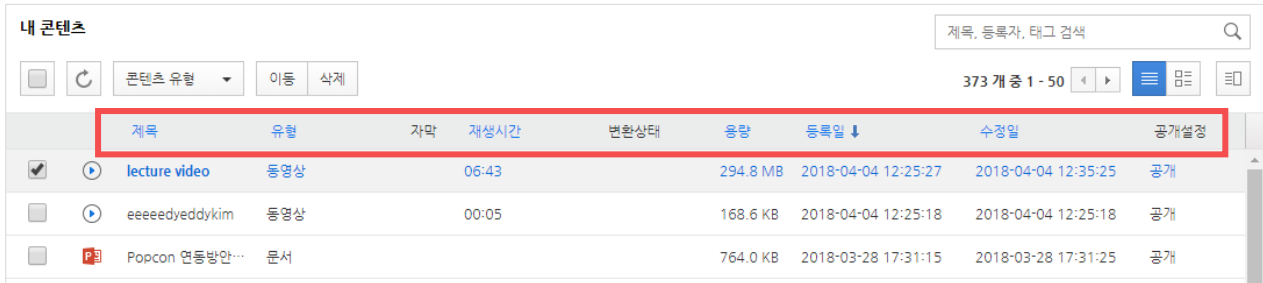 내 콘텐츠
제목, 등록자, 태그 검색
콘텐츠 유형 이동 삭제 373 개 중 1 - 50
제목 유형 자막 재생시간 변환상태 용량 등록일 수정일 공개설정
lecture video 동영상 06:43 294.8 MB 2018-04-04 12:25:27 2018-04-04 12:35:25 공개
eeeeedyeddykim 동영상 00:05 168.6 KB 2018-04-04 12:25:18 2018-04-04 12:25:18 공개
Popcon 연동방안… 문서 764.0 KB 2018-03-28 17:31:15 2018-03-28 17:31:25 공개